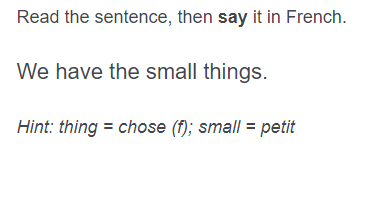 Read the sentence, then say it in French.
We have the small things.
Hint: thing = chose (f); small = petit